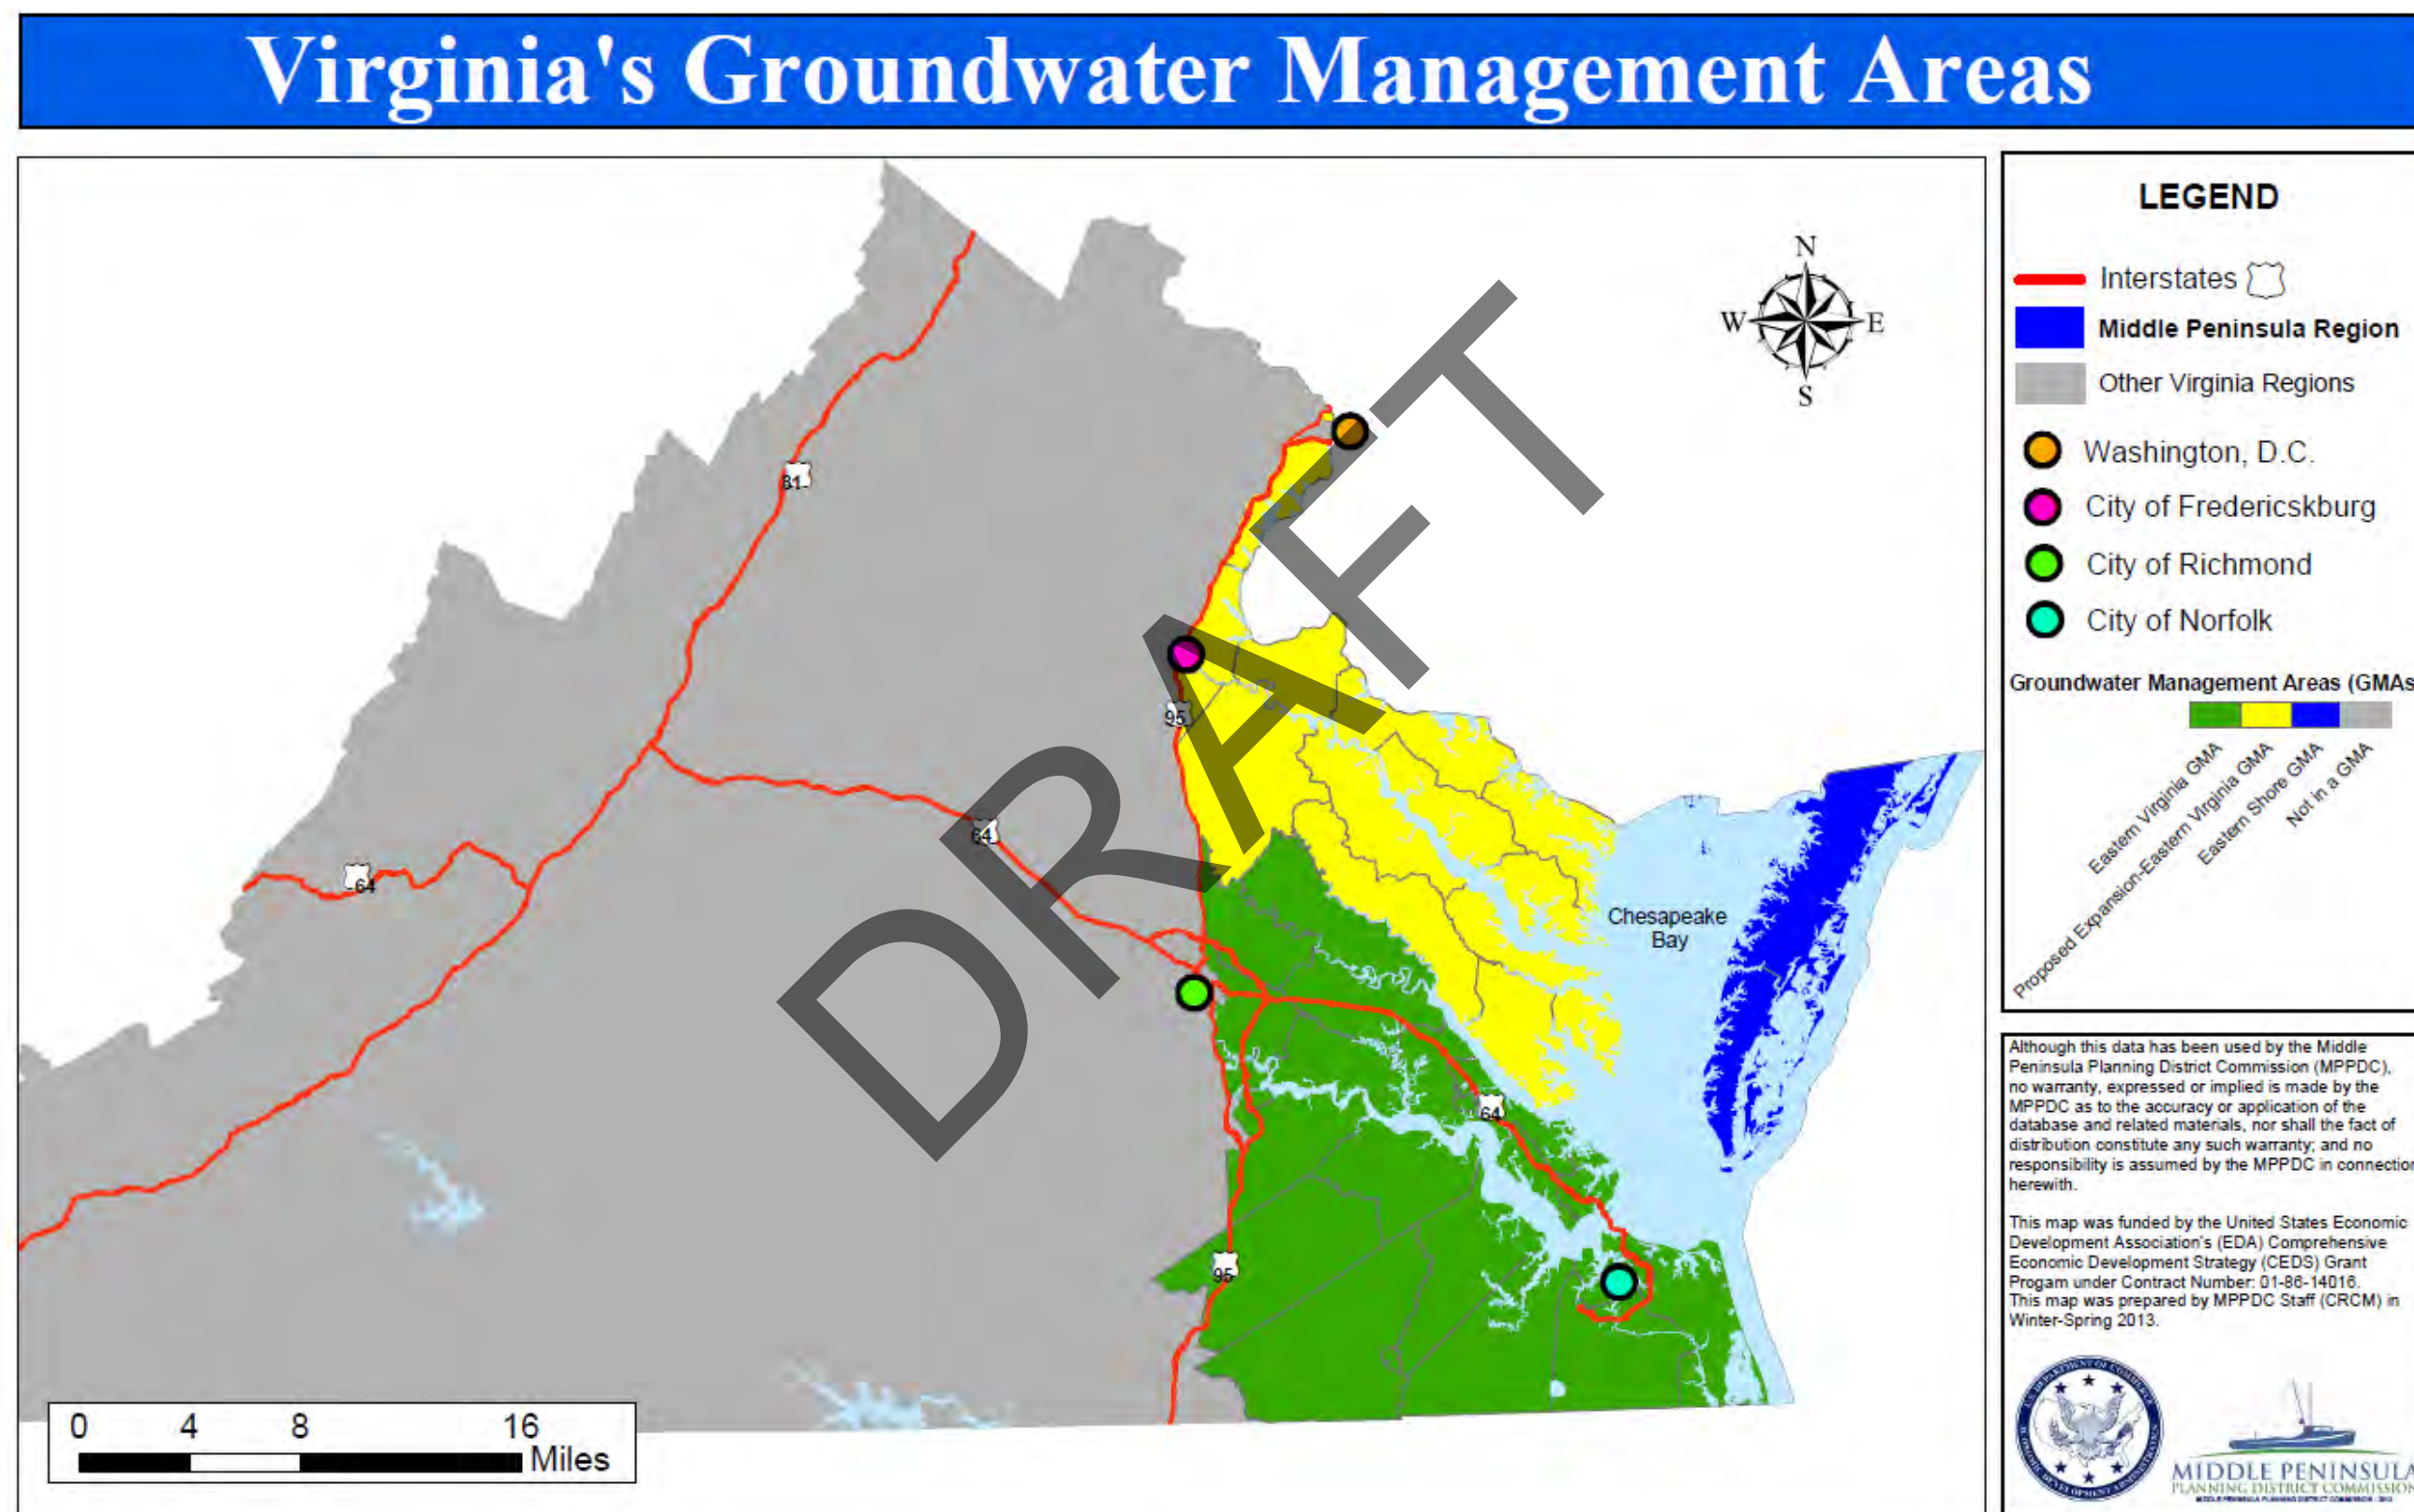 Virginia's Groundwater Management Areas
N
W
E
S
81
95
64
64
Chesapeake
Bay
64
95
DRAFT
0 4 8 16
Miles
LEGEND
Interstates
Middle Peninsula Region
Other Virginia Regions
Washington, D.C.
City of Fredericskburg
City of Richmond
City of Norfolk
Groundwater Management Areas (GMAs
Eastern Virginia GMA
Proposed Expansion-Eastern Virginia GMA
Eastern Shore GMA
Not in a GMA
Although this data has been used by the Middle
Peninsula Planning District Commission (MPPDC),
no warranty, expressed or implied is made by the
MPPDC as to the accuracy or application of the
database and related materials, nor shall the fact of
distribution constitute any such warranty; and no
responsibility is assumed by the MPPDC in connection
herewith.
This map was funded by the United States Economic
Development Association's (EDA) Comprehensive
Economic Development Strategy (CEDS) Grant
Progam under Contract Number: 01-86-14016.
This map was prepared by MPPDC Staff (CRCM) in
Winter-Spring 2013.
U.S. DEPARTMENT OF COMMERCE
ECONOMIC DEVELOPMENT ADMINISTRATION
MIDDLE PENINSULA
PLANNING DISTRICT COMMISSION